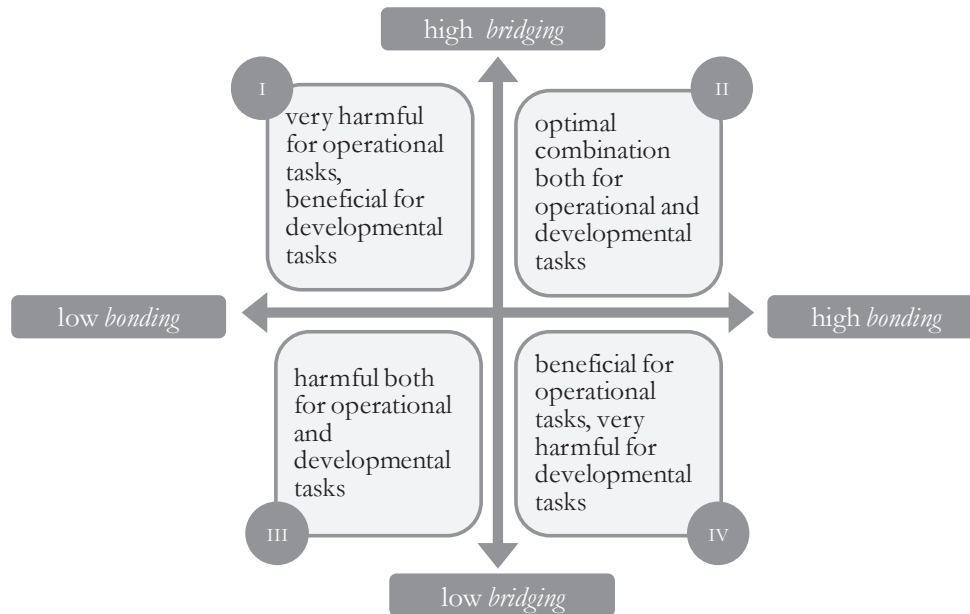 high bridging
I
very harmful
for operational
tasks,
beneficial for
developmental
tasks
II
optimal
combination
both for
operational and
developmental
tasks
low bonding
high bonding
harmful both
for operational
and
developmental
tasks
III
beneficial for
operational
tasks, very
harmful for
developmental
tasks
IV
low bridging